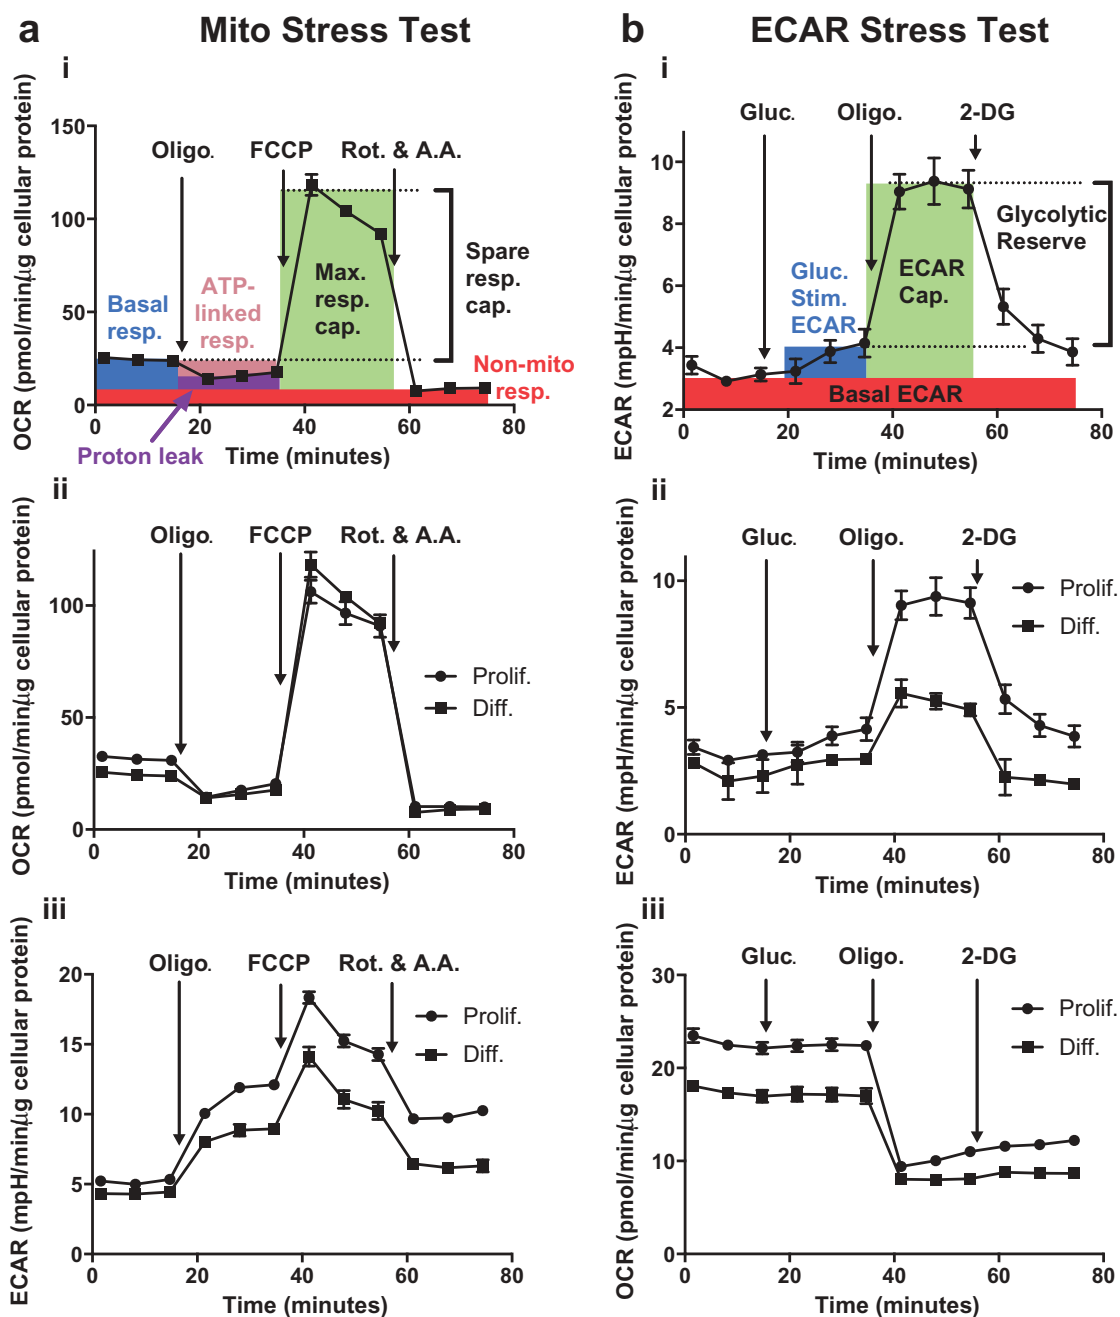 a
Mito Stress Test
i
OCR (pmol/min/µg cellular protein)
150
100
50
0
Oligo.
FCCP
Rot. & A.A.
Basal
resp.
ATP-
linked
resp.
Max.
resp.
cap.
Spare
resp.
cap.
Non-mito
resp.
Proton leak
0
20
40
60
80
Time (minutes)
ii
OCR (pmol/min/µg cellular protein)
100
50
0
Oligo.
FCCP
Rot. & A.A.
Prolif.
Diff.
0
20
40
60
80
Time (minutes)
iii
ECAR (mpH/min/µg cellular protein)
20
15
10
5
0
Oligo.
FCCP
Rot. & A.A.
Prolif.
Diff.
0
20
40
60
80
Time (minutes)
b
ECAR Stress Test
i
ECAR (mpH/min/µg cellular protein)
10
8
6
4
2
Gluc.
Oligo.
2-DG
Gluc.
Stim.
ECAR
ECAR
Cap.
Glycolytic
Reserve
Basal ECAR
0
20
40
60
80
Time (minutes)
ii
ECAR (mpH/min/µg cellular protein)
10
5
0
Gluc.
Oligo.
2-DG
Prolif.
Diff.
0
20
40
60
80
Time (minutes)
iii
OCR (pmol/min/µg cellular protein)
30
20
10
0
Gluc.
Oligo.
2-DG
Prolif.
Diff.
0
20
40
60
80
Time (minutes)